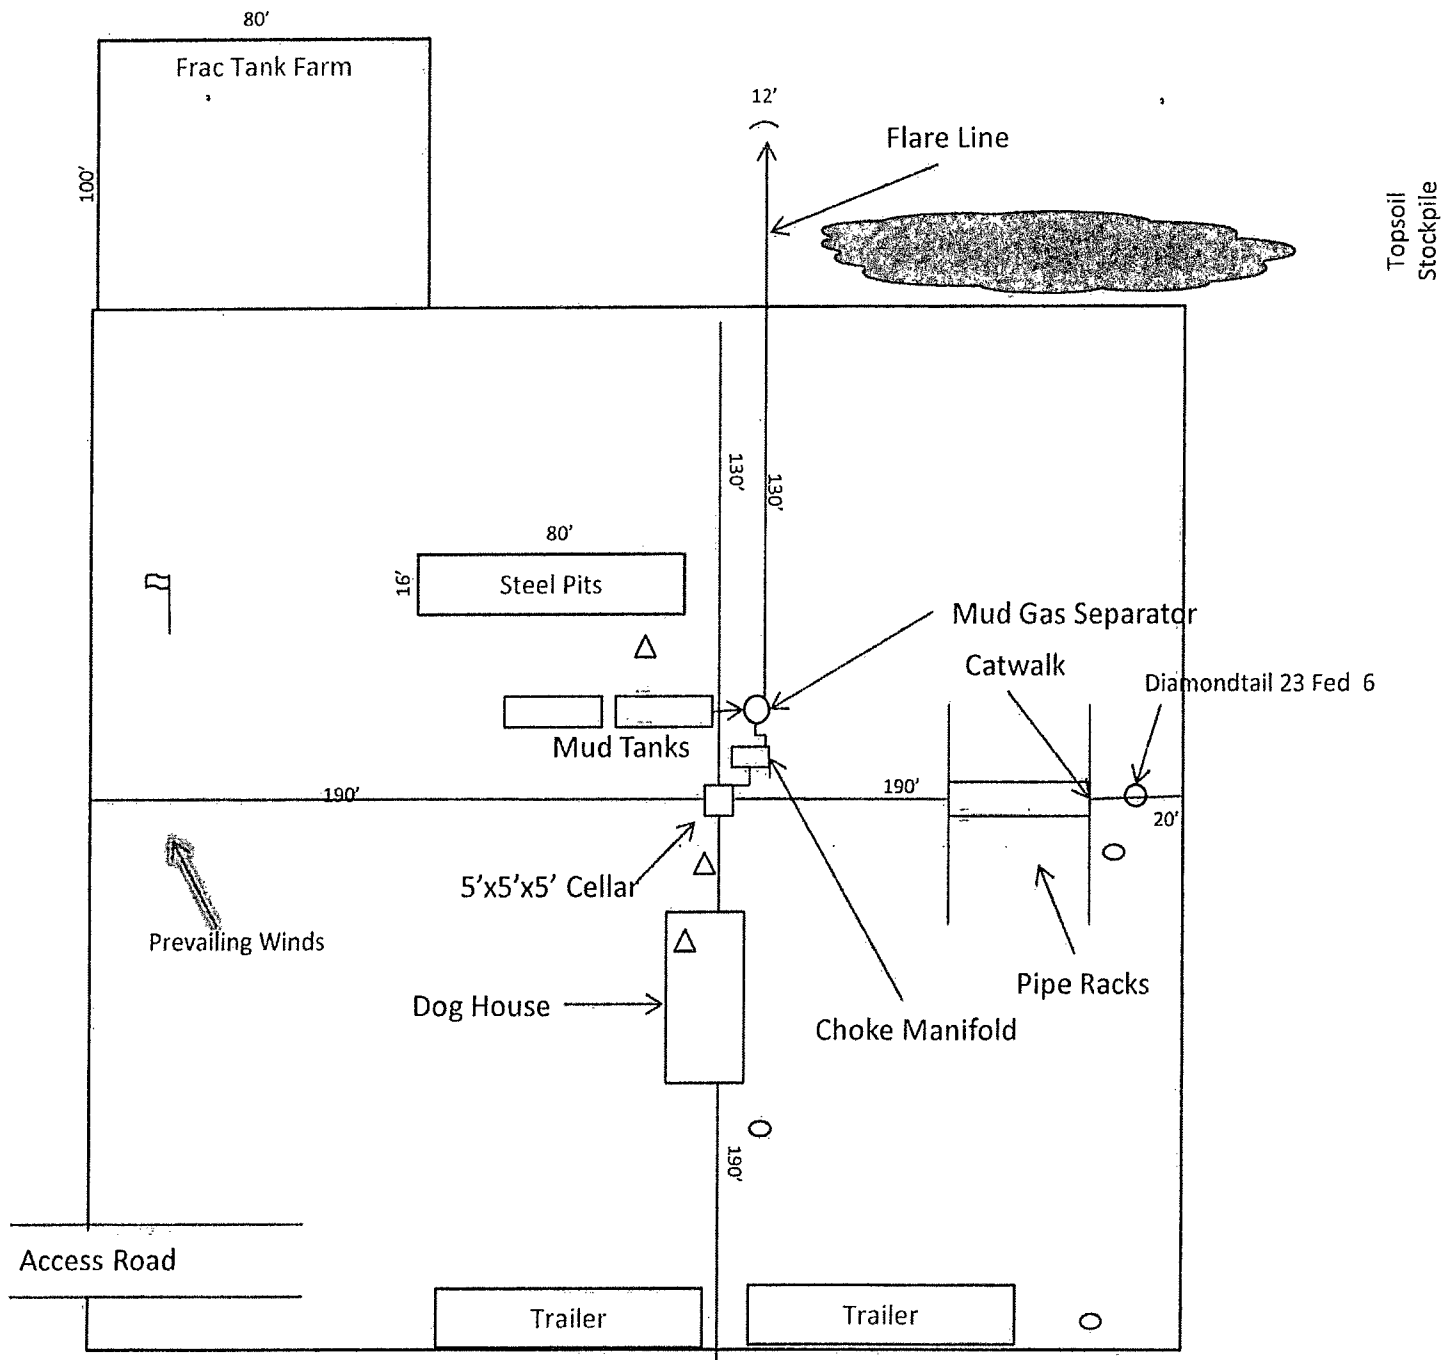 80’
Frac Tank Farm
100’
12’
Flare Line
Topsoil
Stockpile
130’
130’
80’
16’
Steel Pits
Mud Gas Separator
Catwalk
Diamondtail 23 Fed 6
Mud Tanks
190’
190’
20’
5’x5’x5’ Cellar
Prevailing Winds
Pipe Racks
Dog House
Choke Manifold
190’
Access Road
Trailer
Trailer